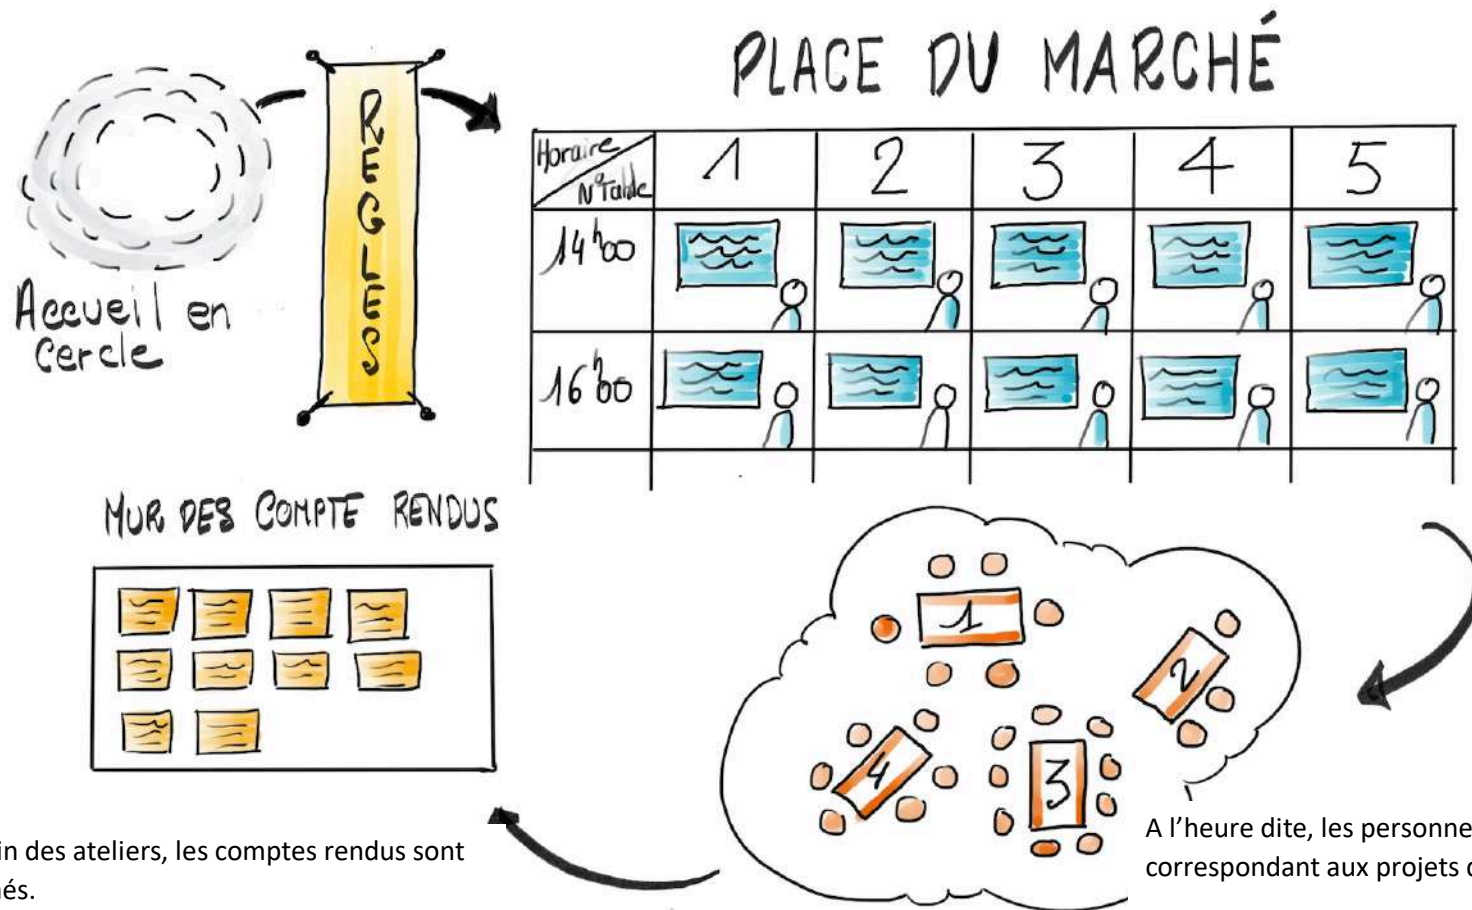 PLACE DU MARCHÉ
REGLES
Accueil en
Cercle
Horaire
N° Table
1 2 3 4 5
14h00
16h00
MUR DES COMPTE RENDUS
1
2
4
3
A l’heure dite, les personne
correspondant aux projets
in des ateliers, les comptes rendus sont
és.